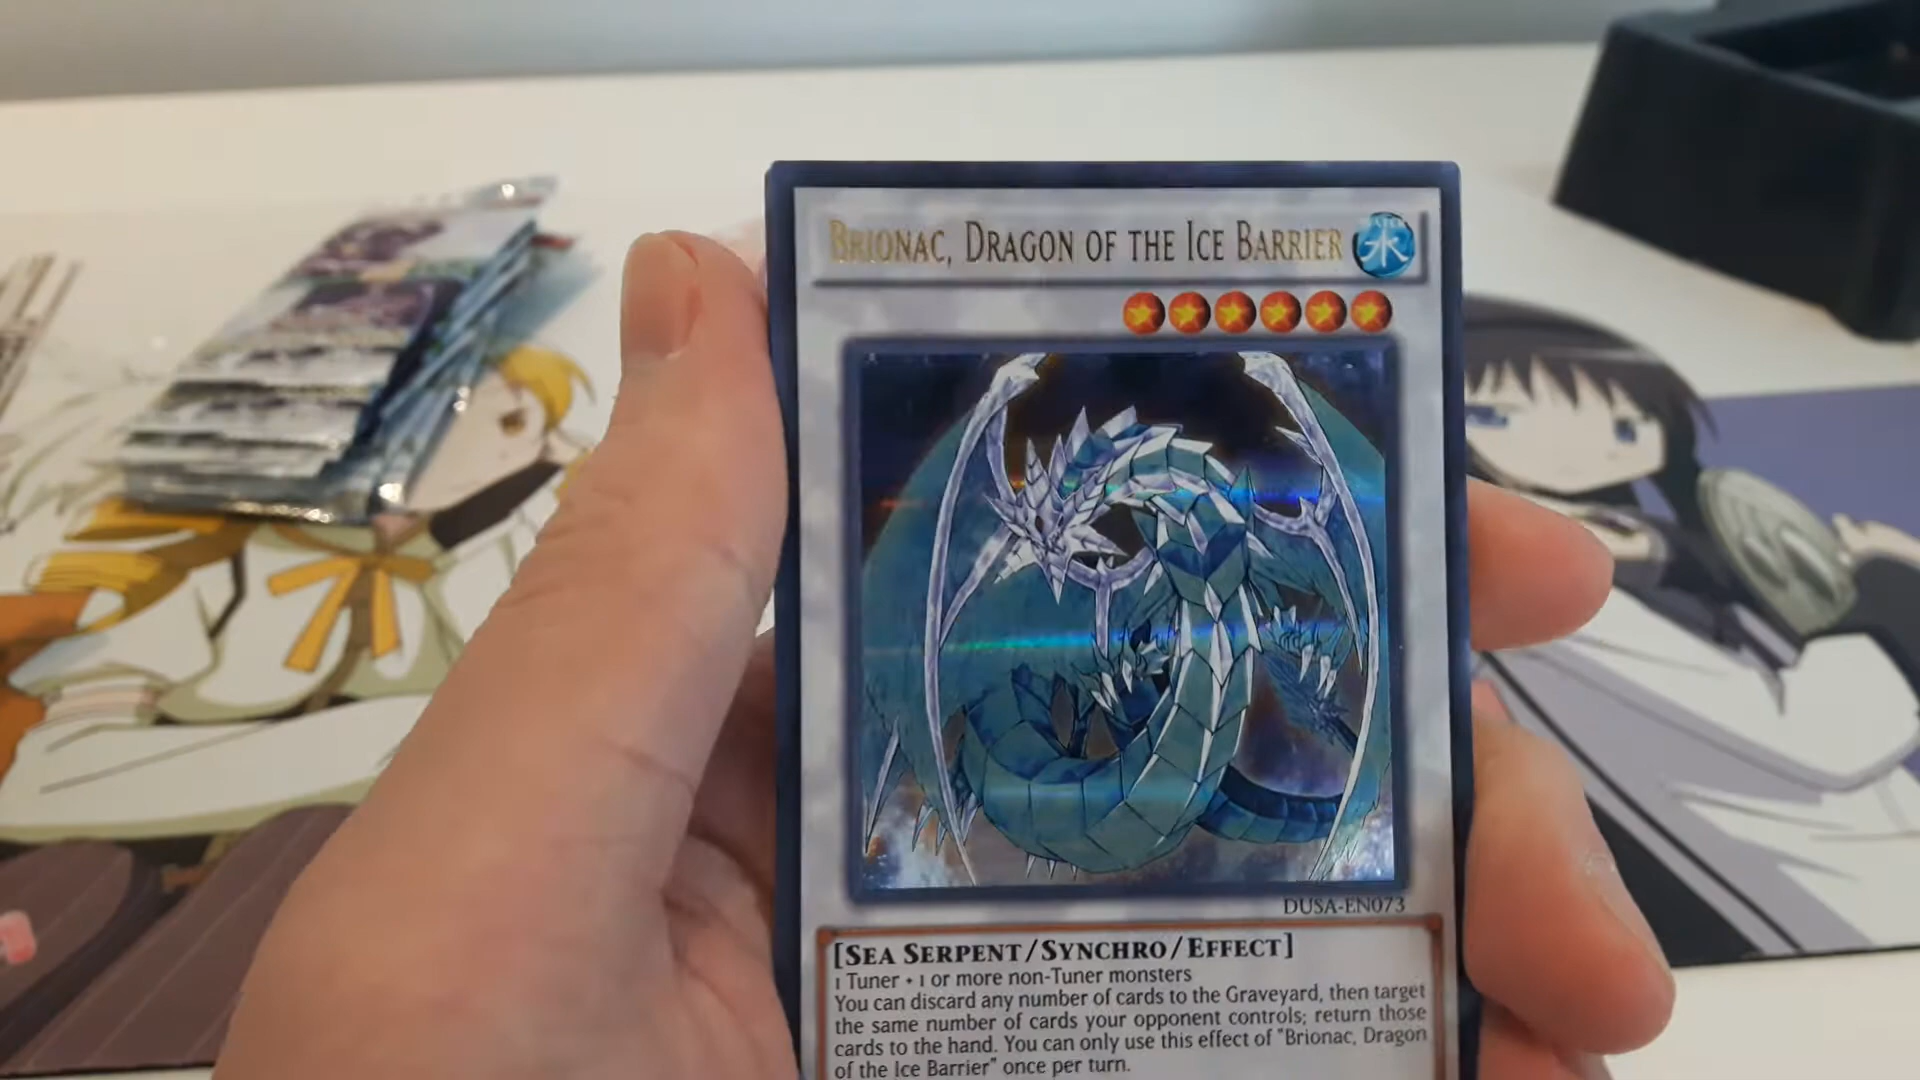 Brionac, Dragon of the Ice Barrier
水
DUSA-EN073
[Sea Serpent/Synchro/Effect]
1 Tuner + 1 or more non-Tuner monsters
You can discard any number of cards to the Graveyard, then target
the same number of cards your opponent controls; return those
cards to the hand. You can only use this effect of "Brionac, Dragon
of the Ice Barrier" once per turn.